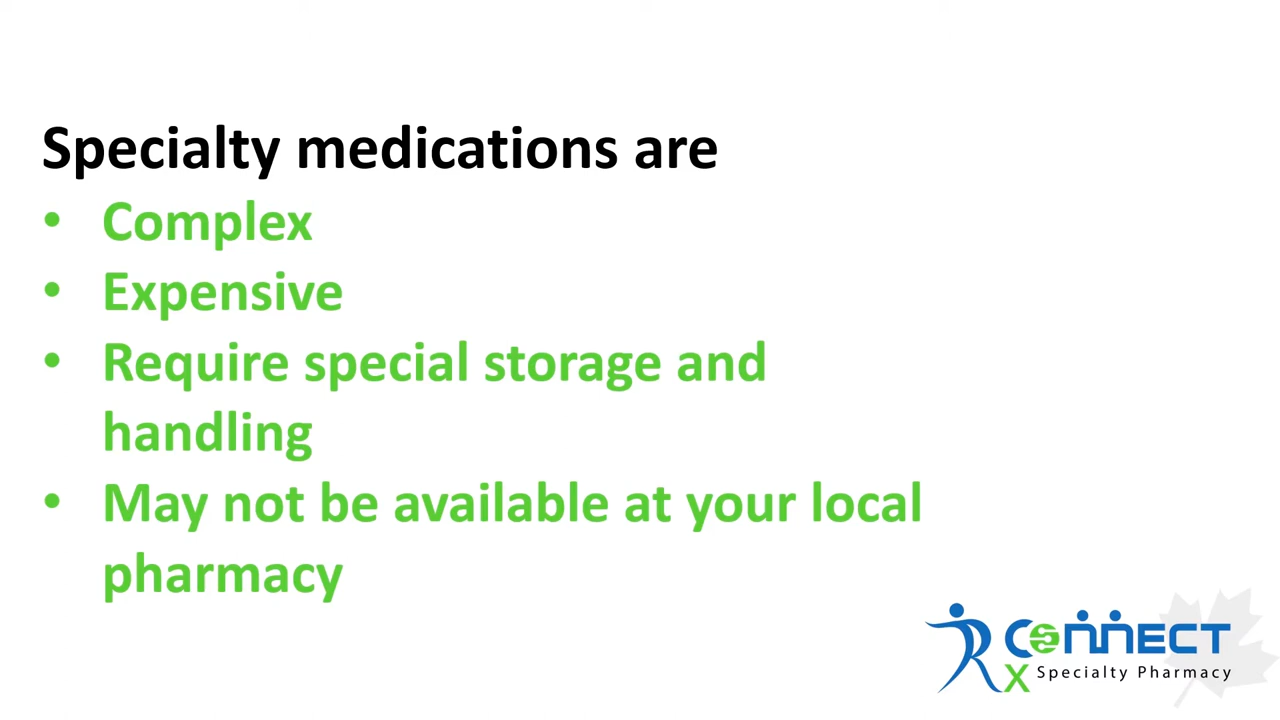 Specialty medications are
• Complex
• Expensive
• Require special storage and
handling
• May not be available at your local
pharmacy
Rx CONNECT
Specialty Pharmacy